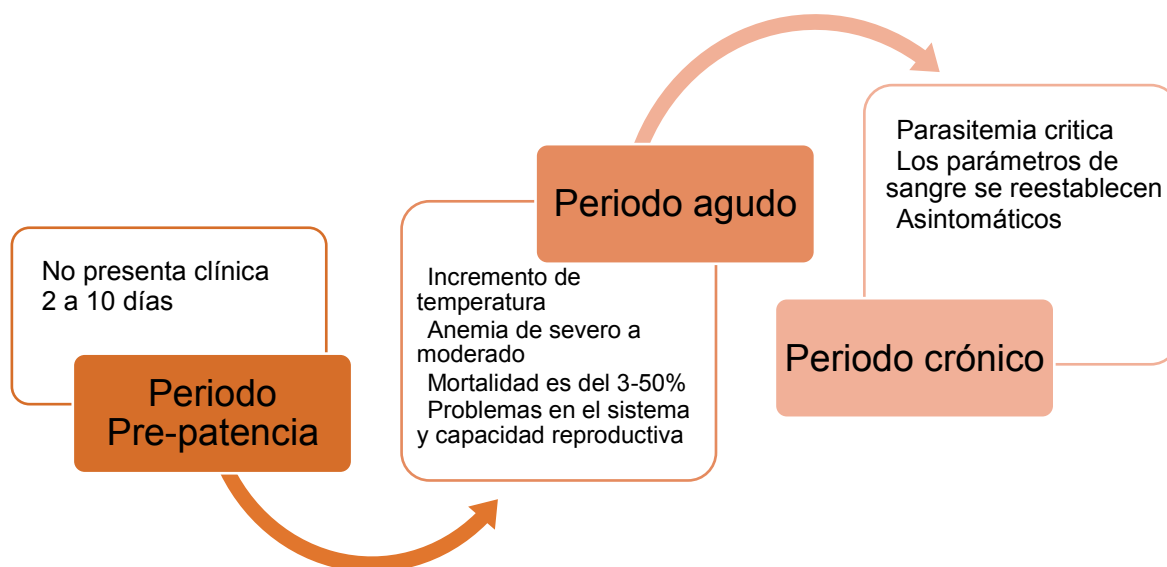 No presenta clínica
2 a 10 días
Periodo
Pre-patencia
Periodo agudo
Incremento de
temperatura
Anemia de severo a
moderado
Mortalidad es del 3-50%
Problemas en el sistema
y capacidad reproductiva
Parasitemia critica
Los parámetros de
sangre se reestablecen
Asintomáticos
Periodo crónico